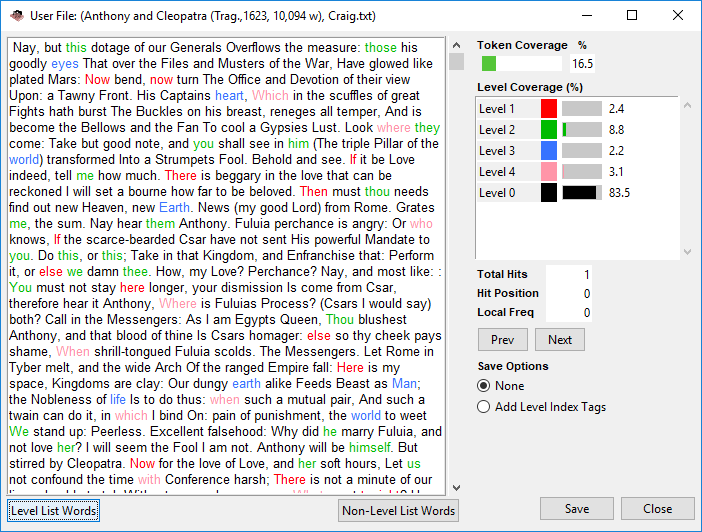 User File: (Anthony and Cleopatra (Trag.,1623, 10,094 w), Craig.txt)
Nay, but this dotage of our Generals Overflows the measure: those his
goodly eyes That over the Files and Musters of the War, Have glowed like
plated Mars: Now bend, now turn The Office and Devotion of their view
Upon: a Tawny Front. His Captains heart, Which in the scuffles of great
Fights hath burst The Buckles on his breast, reneges all temper, And is
become the Bellows and the Fan To cool a Gypsies Lust. Look where they
come: Take but good note, and you shall see in him (The triple Pillar of the
world) transformed Into a Strumpets Fool. Behold and see. If it be Love
indeed, tell me how much. There is beggary in the love that can be
reckoned I will set a bourne how far to be beloved. Then must thou needs
find out new Heaven, new Earth. News (my good Lord) from Rome. Grates
me, the sum. Nay hear them Anthony. Fuluia perchance is angry: Or who
knows, If the scarce-bearded Csar have not sent His powerful Mandate to
you. Do this, or this; Take in that Kingdom, and Enfranchise that: Perform
it, or else we damn thee. How, my Love? Perchance? Nay, and most like: :
You must not stay here longer, your dismission Is come from Csar,
therefore hear it Anthony, Where is Fuluias Process? (Csars I would say)
both? Call in the Messengers: As I am Egypts Queen, Thou blushest
Anthony, and that blood of thine Is Csars homager: else so thy cheek pays
shame, When shrill-tongued Fuluia scolds. The Messengers. Let Rome in
Tyber melt, and the wide Arch Of the ranged Empire fall: Here is my
space, Kingdoms are clay: Our dungy earth alike Feeds Beast as Man;
the Nobleness of life Is to do thus: when such a mutual pair, And such a
twain can do it, in which I bind On: pain of punishment, the world to weet
We stand up: Peerless. Excellent falsehood: Why did he marry Fuluia, and
not love her? I will seem the Fool I am not. Anthony will be himself. But
stirred by Cleopatra. Now for the love of Love, and her soft hours, Let us
not confound the time with Conference harsh; There is not a minute of our
Level List Words
Non-Level List Words
Token Coverage %
16.5
Level Coverage (%)
Level 1 2.4
Level 2 8.8
Level 3 2.2
Level 4 3.1
Level 0 83.5
Total Hits 1
Hit Position 0
Local Freq 0
Prev Next
Save Options
None
Add Level Index Tags
Save Close